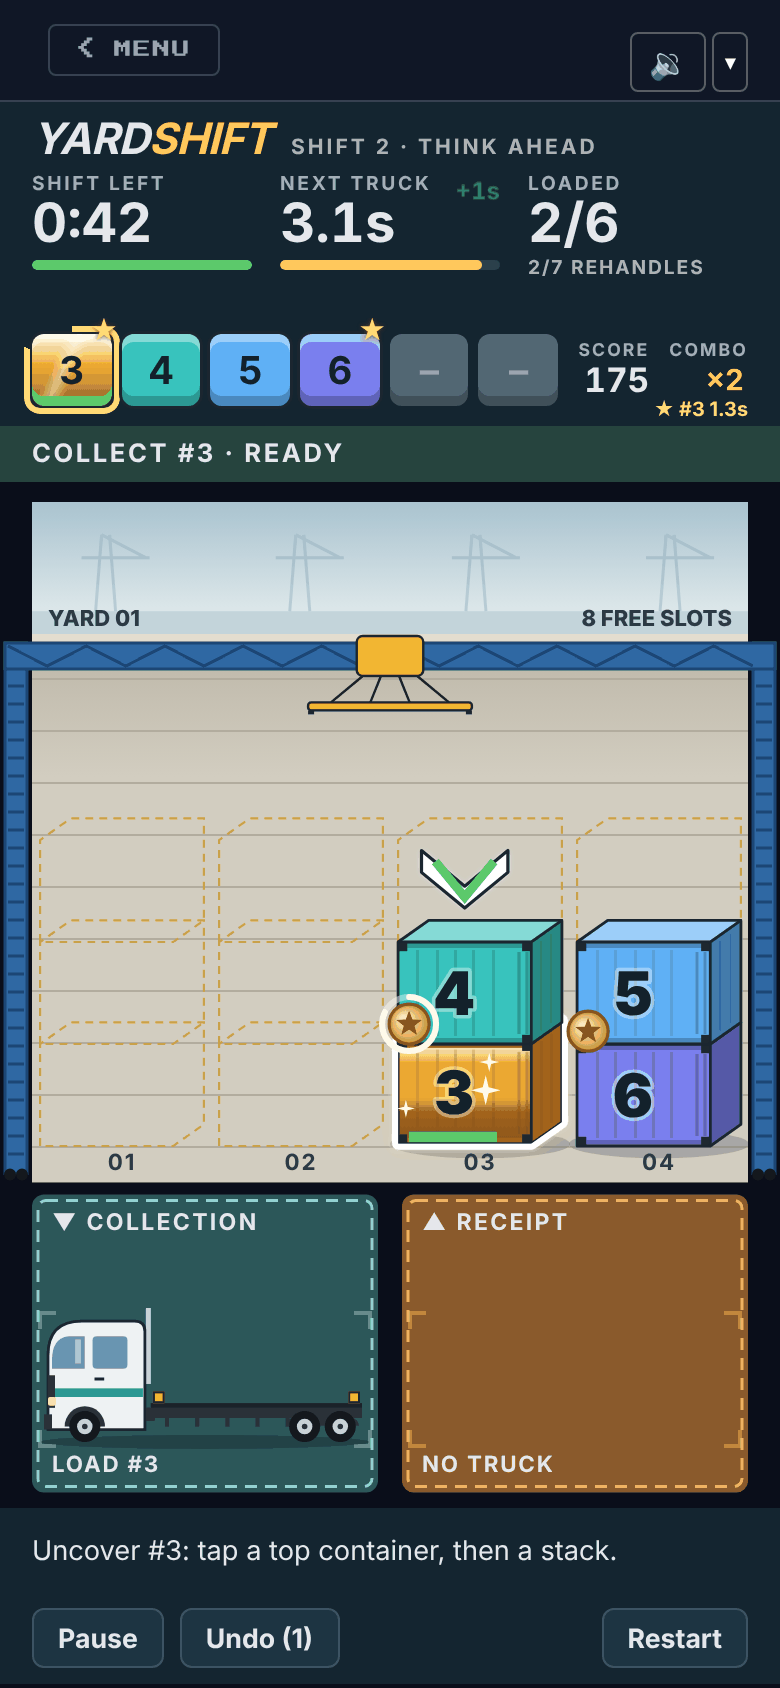 MENU
YARDSHIFT SHIFT 2 · THINK AHEAD
SHIFT LEFT
0:42
NEXT TRUCK +1s
3.1s
LOADED
2/6
2/7 REHANDLES
3 4 5 6 – –
SCORE
175
COMBO
×2
★ #3 1.3s
COLLECT #3 · READY
YARD 01
8 FREE SLOTS
4 5
3 6
01 02 03 04
▼ COLLECTION
LOAD #3
▲ RECEIPT
NO TRUCK
Uncover #3: tap a top container, then a stack.
Pause
Undo (1)
Restart